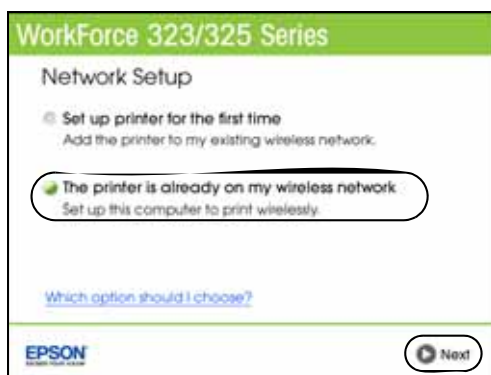 WorkForce 323/325 Series
Network Setup
Set up printer for the first time
Add the printer to my existing wireless network.
The printer is already on my wireless network
Set up this computer to print wirelessly.
Which option should I choose?
EPSON
Next